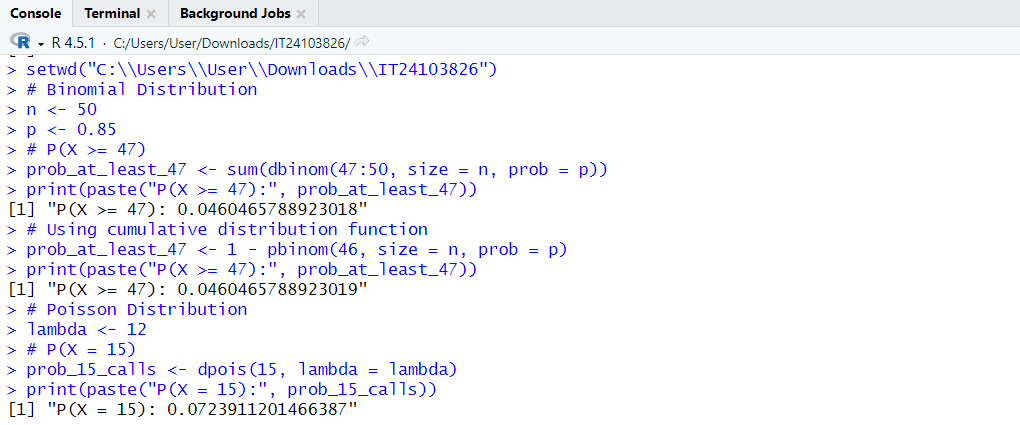 Console Terminal Background Jobs
R 4.5.1 · C:/Users/User/Downloads/IT24103826/
> setwd("C:\\Users\\User\\Downloads\\IT24103826")
> # Binomial Distribution
> n <- 50
> p <- 0.85
> # P(X >= 47)
> prob_at_least_47 <- sum(dbinom(47:50, size = n, prob = p))
> print(paste("P(X >= 47):", prob_at_least_47))
[1] "P(X >= 47): 0.0460465788923018"
> # Using cumulative distribution function
> prob_at_least_47 <- 1 - pbinom(46, size = n, prob = p)
> print(paste("P(X >= 47):", prob_at_least_47))
[1] "P(X >= 47): 0.0460465788923019"
> # Poisson Distribution
> lambda <- 12
> # P(X = 15)
> prob_15_calls <- dpois(15, lambda = lambda)
> print(paste("P(X = 15):", prob_15_calls))
[1] "P(X = 15): 0.0723911201466387"